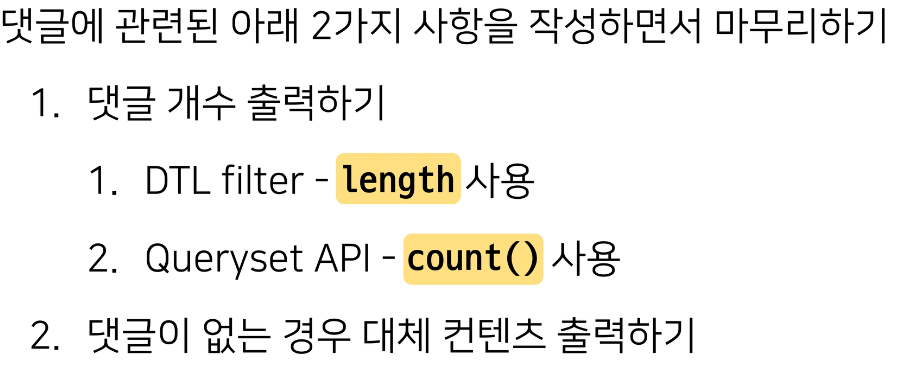 댓글에 관련된 아래 2가지 사항을 작성하면서 마무리하기
1. 댓글 개수 출력하기
1. DTL filter - length 사용
2. Queryset API - count() 사용
2. 댓글이 없는 경우 대체 컨텐츠 출력하기